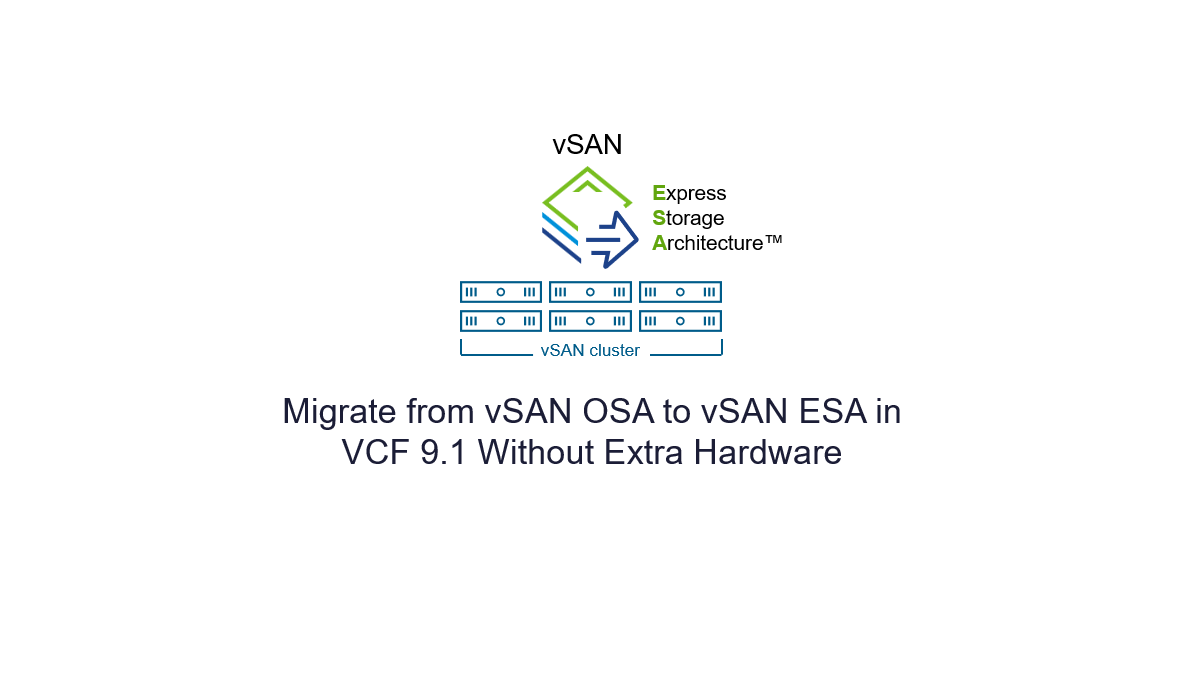 vSAN
Express
Storage
Architecture™
vSAN cluster
Migrate from vSAN OSA to vSAN ESA in
VCF 9.1 Without Extra Hardware